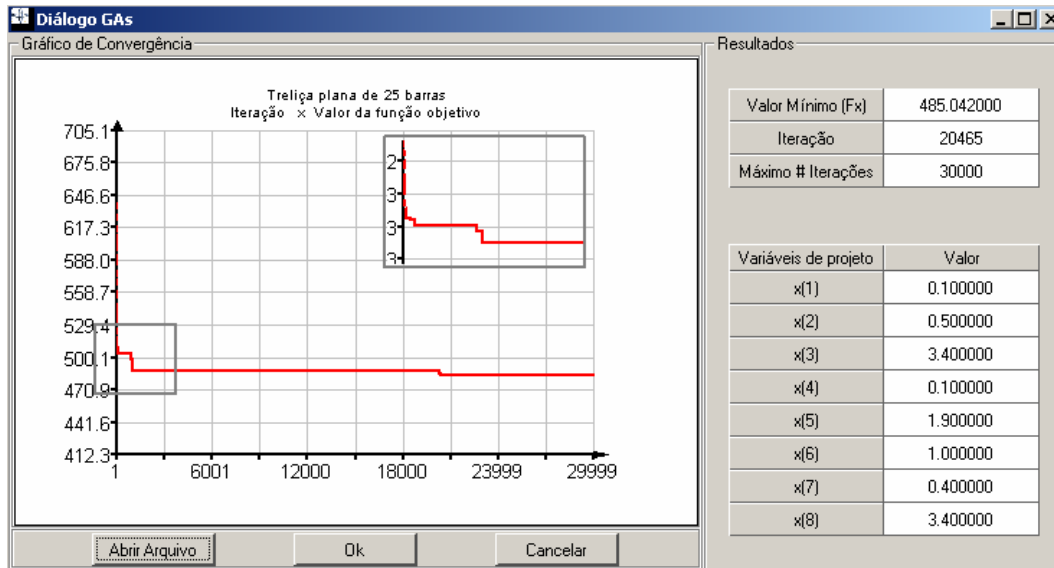 Diálogo GAs
Gráfico de Convergência
Treliça plana de 25 barras
Iteração x Valor da função objetivo
705.1
675.8
646.6
617.3
588.0
558.7
529.4
500.1
470.9
441.6
412.3
1
6001
12000
18000
23999
29999
2
3
3
3
Abrir Arquivo
Ok
Cancelar
Resultados
Valor Mínimo (Fx) 485.042000
Iteração 20465
Máximo # Iterações 30000
Variáveis de projeto Valor
x(1) 0.100000
x(2) 0.500000
x(3) 3.400000
x(4) 0.100000
x(5) 1.900000
x(6) 1.000000
x(7) 0.400000
x(8) 3.400000